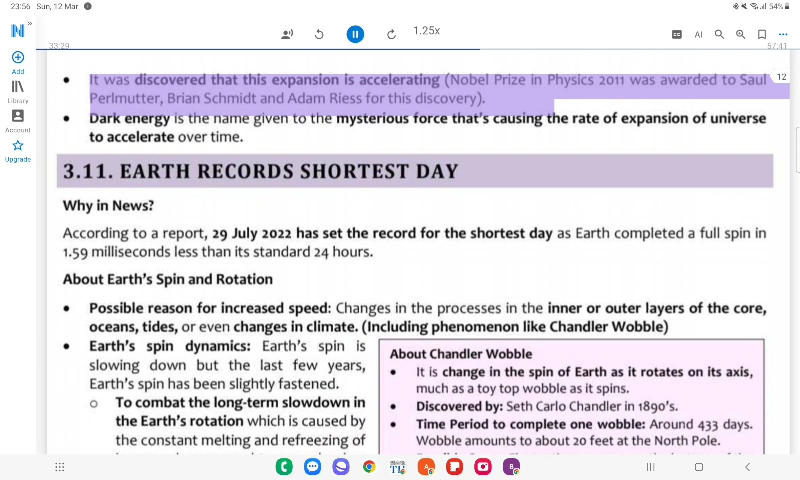 23:56 Sun, 12 Mar
54%
N
»
1.25x
AI
33:29
57:41
12
Add
Library
Account
Upgrade
• It was discovered that this expansion is accelerating (Nobel Prize in Physics 2011 was awarded to Saul
Perlmutter, Brian Schmidt and Adam Riess for this discovery).
• Dark energy is the name given to the mysterious force that's causing the rate of expansion of universe
to accelerate over time.
3.11. EARTH RECORDS SHORTEST DAY
Why in News?
According to a report, 29 July 2022 has set the record for the shortest day as Earth completed a full spin in
1.59 milliseconds less than its standard 24 hours.
About Earth's Spin and Rotation
• Possible reason for increased speed: Changes in the processes in the inner or outer layers of the core,
oceans, tides, or even changes in climate. (Including phenomenon like Chandler Wobble)
• Earth's spin dynamics: Earth's spin is
slowing down but the last few years,
Earth's spin has been slightly fastened.
o To combat the long-term slowdown in
the Earth's rotation which is caused by
the constant melting and refreezing of
About Chandler Wobble
• It is change in the spin of Earth as it rotates on its axis,
much as a toy top wobble as it spins.
• Discovered by: Seth Carlo Chandler in 1890's.
• Time Period to complete one wobble: Around 433 days.
Wobble amounts to about 20 feet at the North Pole.